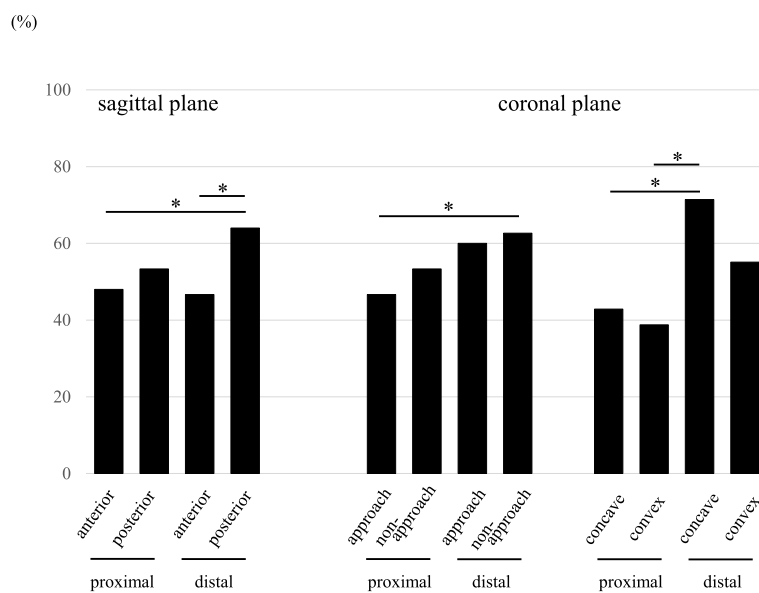 (%)
100
80
60
40
20
0
sagittal plane
coronal plane
*
*
*
*
*
anterior
posterior
anterior
posterior
approach
non-
approach
approach
non-
approach
concave
convex
concave
convex
proximal
distal
proximal
distal
proximal
distal